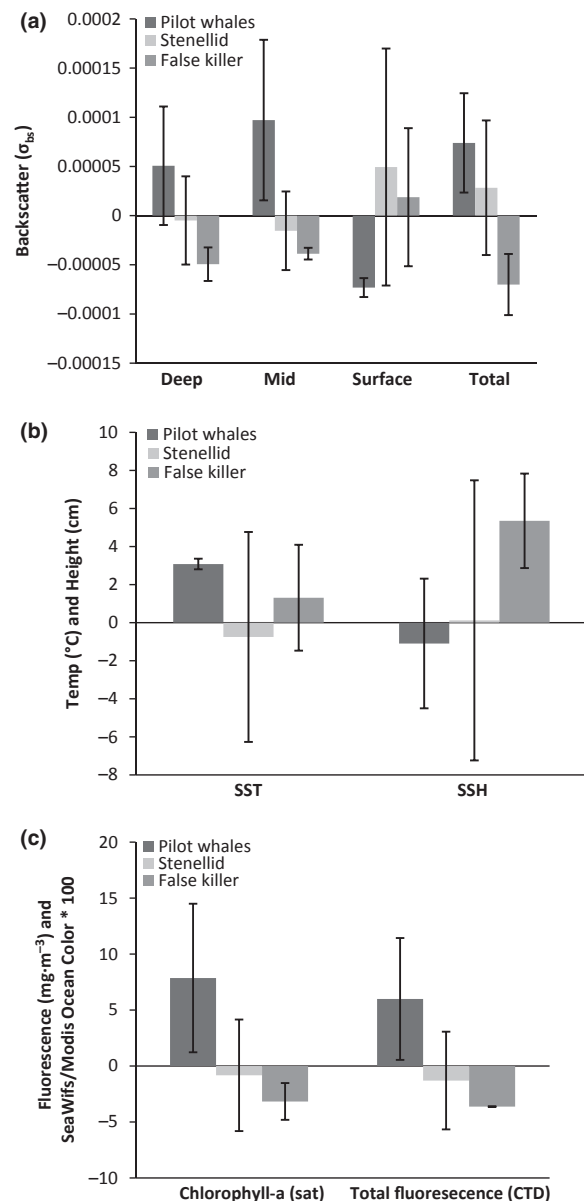 (a)
Pilot whales
Stenellid
False killer
Backscatter (σbs)
0.0002
0.00015
0.0001
0.00005
0
−0.00005
−0.0001
−0.00015
Deep Mid Surface Total
(b)
Pilot whales
Stenellid
False killer
Temp (°C) and Height (cm)
10
8
6
4
2
0
−2
−4
−6
−8
SST SSH
(c)
Pilot whales
Stenellid
False killer
Fluorescence (mg·m−3) and
SeaWifs/Modis Ocean Color * 100
20
15
10
5
0
−5
−10
Chlorophyll-a (sat) Total fluoresecence (CTD)